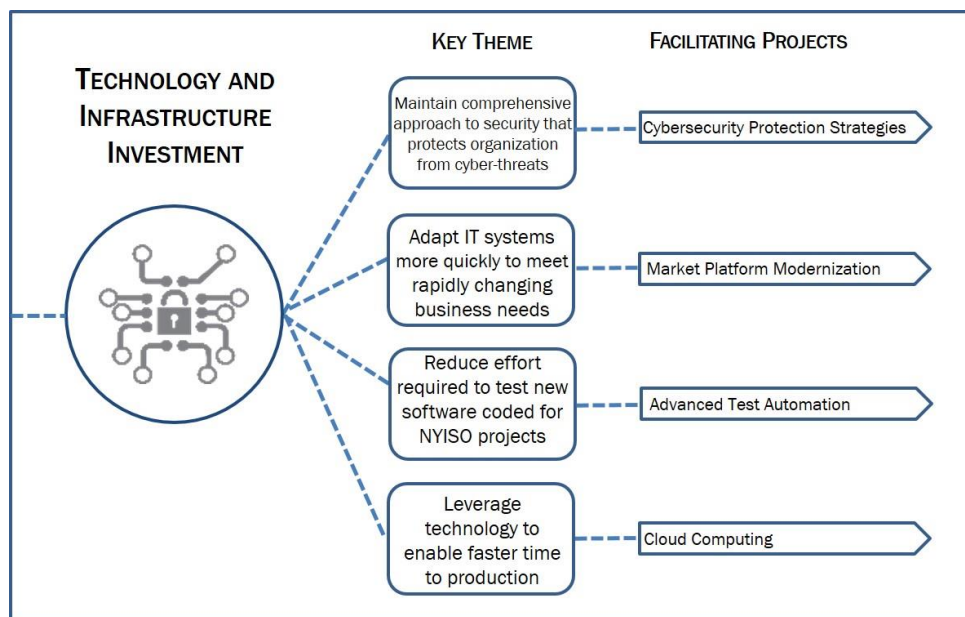 TECHNOLOGY AND
INFRASTRUCTURE
INVESTMENT
KEY THEME
FACILITATING PROJECTS
Maintain comprehensive
approach to security that
protects organization
from cyber-threats
Cybersecurity Protection Strategies
Adapt IT systems
more quickly to meet
rapidly changing
business needs
Market Platform Modernization
Reduce effort
required to test new
software coded for
NYISO projects
Advanced Test Automation
Leverage
technology to
enable faster time
to production
Cloud Computing